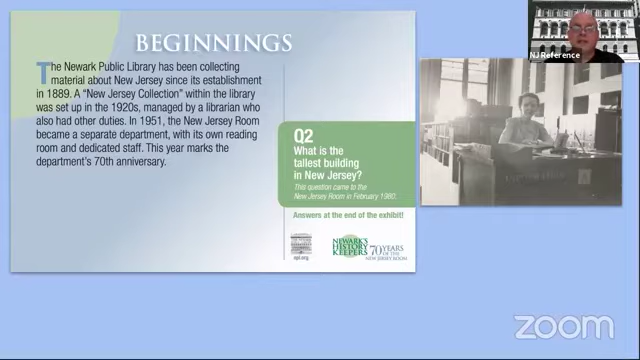 BEGINNINGS
The Newark Public Library has been collecting
material about New Jersey since its establishment
in 1889. A "New Jersey Collection" within the library
was set up in the 1920s, managed by a librarian who
also had other duties. In 1951, the New Jersey Room
became a separate department, with its own reading
room and dedicated staff. This year marks the
department's 70th anniversary.
Q2
What is the
tallest building
in New Jersey?
This question came to the
New Jersey Room in February 1980.
Answers at the end of the exhibit!
npl.org
NEWARK'S
HISTORY
KEEPERS
70 YEARS
OF THE
NEW JERSEY ROOM
NJ Reference
zoom